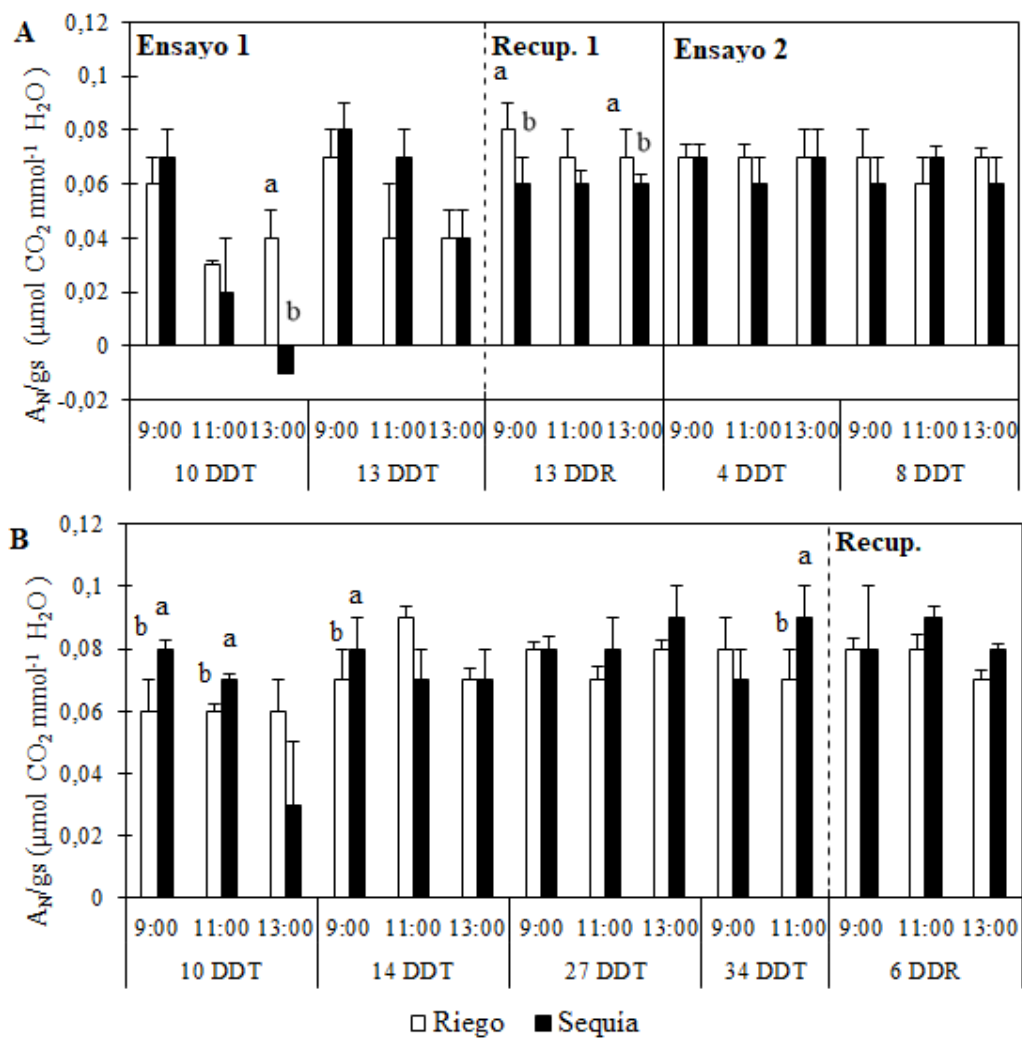 A
Ensayo 1 Recup. 1 Ensayo 2
A_N/gs (µmol CO₂ mmol⁻¹ H₂O)
0,12
0,1
0,08
0,06
0,04
0,02
0
-0,02
a
b
a
b
a
b
9:00 11:00 13:00 9:00 11:00 13:00 9:00 11:00 13:00 9:00 11:00 13:00 9:00 11:00 13:00
10 DDT 13 DDT 13 DDR 4 DDT 8 DDT
B
Recup.
A_N/gs (µmol CO₂ mmol⁻¹ H₂O)
0,12
0,1
0,08
0,06
0,04
0,02
0
b a
b a
b a
b a
9:00 11:00 13:00 9:00 11:00 13:00 9:00 11:00 13:00 9:00 11:00 9:00 11:00 13:00
10 DDT 14 DDT 27 DDT 34 DDT 6 DDR
Riego Sequía